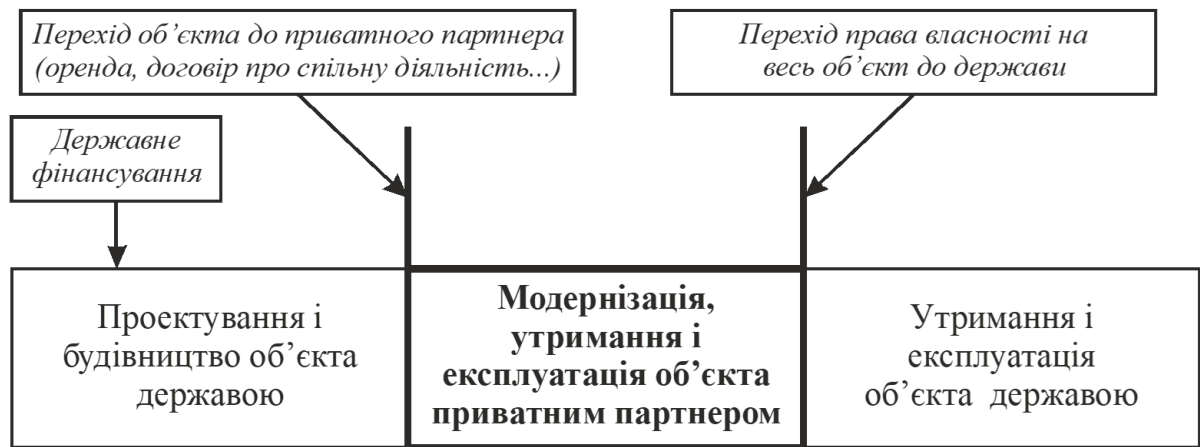 Перехід об’єкта до приватного партнера
(оренда, договір про спільну діяльність...)
Перехід права власності на
весь об’єкт до держави
Державне
фінансування
Проектування і
будівництво об’єкта
державою
Модернізація,
утримання і
експлуатація об’єкта
приватним партнером
Утримання і
експлуатація
об’єкта державою